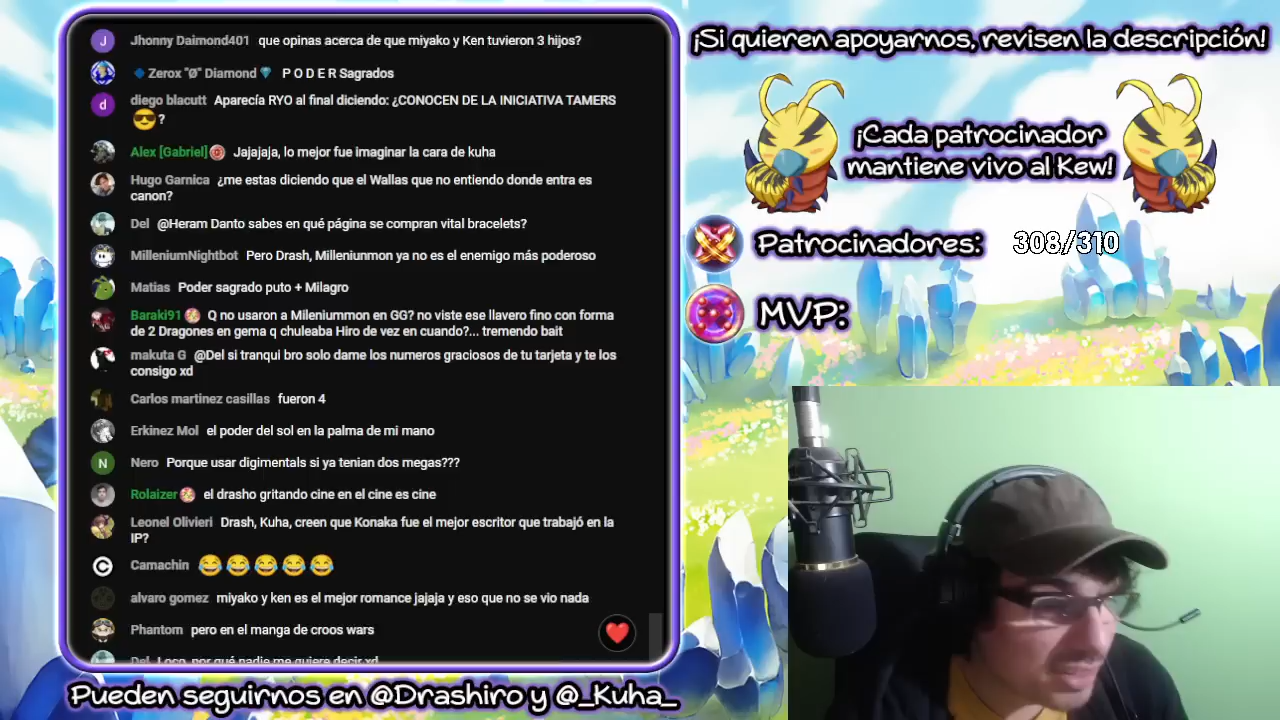 Jhonny Daimond401 que opinas acerca de que miyako y Ken tuvieron 3 hijos?
Zerox "Ø" Diamond P O D E R Sagrados
diego blacutt Aparecía RYO al final diciendo: ¿CONOCEN DE LA INICIATIVA TAMERS
😎?
Alex [Gabriel] Jajajaja, lo mejor fue imaginar la cara de kuha
Hugo Garnica ¿me estas diciendo que el Wallas que no entiendo donde entra es
canon?
Del @Heram Danto sabes en qué página se compran vital bracelets?
MilleniumNightbot Pero Drash, Milleniunmon ya no es el enemigo más poderoso
Matias Poder sagrado puto + Milagro
Baraki91 Q no usaron a Mileniummon en GG? no viste ese llavero fino con forma
de 2 Dragones en gema q chuleaba Hiro de vez en cuando?... tremendo bait
makuta G @Del si tranqui bro solo dame los numeros graciosos de tu tarjeta y te los
consigo xd
Carlos martinez casillas fueron 4
Erkinez Mol el poder del sol en la palma de mi mano
N Nero Porque usar digimentals si ya tenian dos megas???
Rolaizer el drasho gritando cine en el cine es cine
Leonel Olivieri Drash, Kuha, creen que Konaka fue el mejor escritor que trabajó en la
IP?
Camachin 😂😂😂😂😂
alvaro gomez miyako y ken es el mejor romance jajaja y eso que no se vio nada
Phantom pero en el manga de croos wars
Del Loco, por qué nadie me quiere decir xd
Pueden seguirnos en @Drashiro y @_Kuha_
¡Si quieren apoyarnos, revisen la descripción!
¡Cada patrocinador
mantiene vivo al Kew!
Patrocinadores: 308/310
MVP: